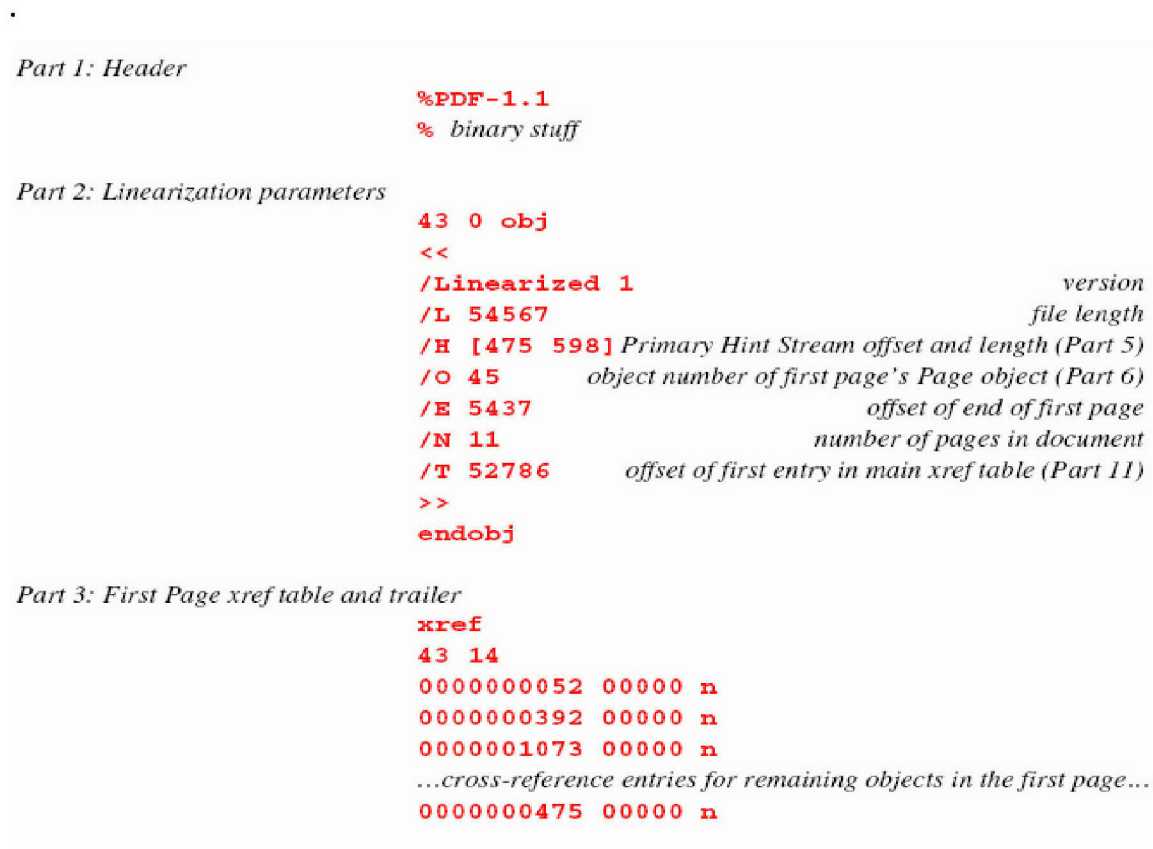 .
Part 1: Header
%PDF-1.1
% binary stuff
Part 2: Linearization parameters
43 0 obj
<<
/Linearized 1 version
/L 54567 file length
/H [475 598] Primary Hint Stream offset and length (Part 5)
/O 45 object number of first page's Page object (Part 6)
/E 5437 offset of end of first page
/N 11 number of pages in document
/T 52786 offset of first entry in main xref table (Part 11)
>>
endobj
Part 3: First Page xref table and trailer
xref
43 14
0000000052 00000 n
0000000392 00000 n
0000001073 00000 n
...cross-reference entries for remaining objects in the first page...
0000000475 00000 n